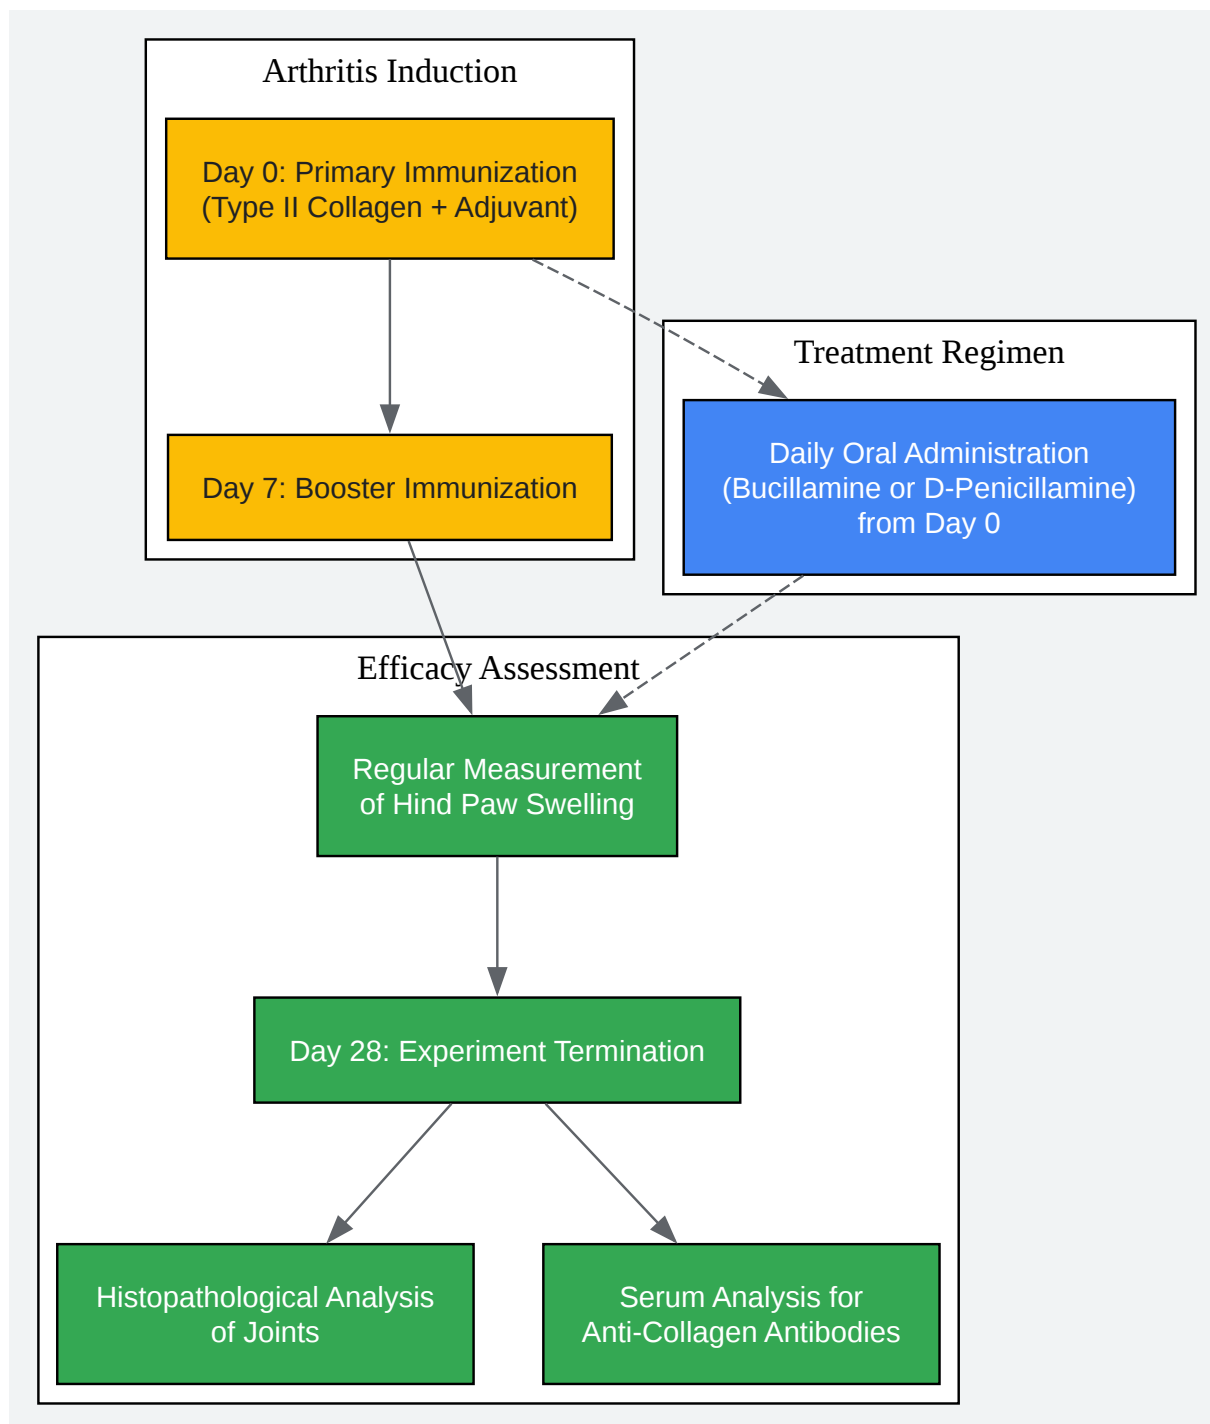 Arthritis Induction
Day 0: Primary Immunization
(Type II Collagen + Adjuvant)
Day 7: Booster Immunization
Treatment Regimen
Daily Oral Administration
(Bucillamine or D-Penicillamine)
from Day 0
Efficacy Assessment
Regular Measurement
of Hind Paw Swelling
Day 28: Experiment Termination
Histopathological Analysis
of Joints
Serum Analysis for
Anti-Collagen Antibodies